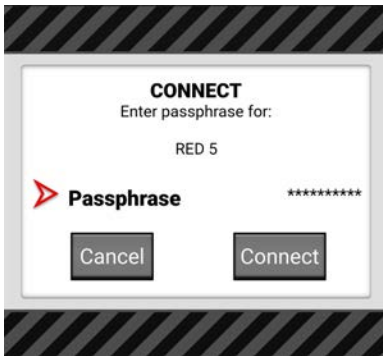 CONNECT
Enter passphrase for:
RED 5
Passphrase **********
Cancel Connect